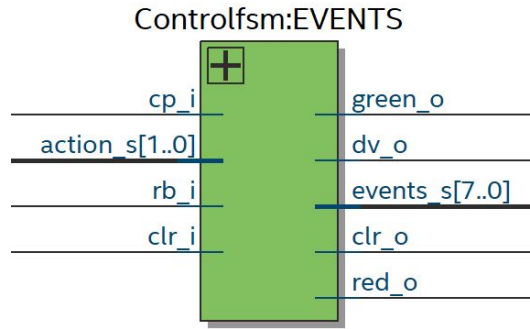 Controlfsm:EVENTS
cp_i
green_o
action_s[1..0]
dv_o
rb_i
events_s[7..0]
clr_i
clr_o
red_o